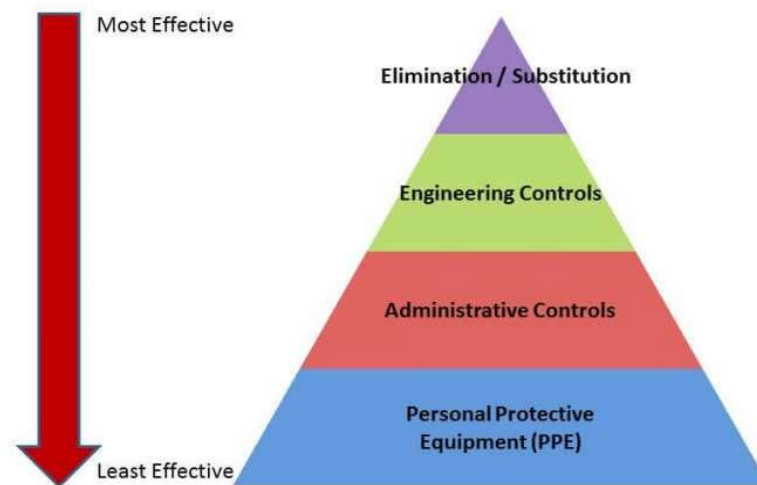 Most Effective
Elimination / Substitution
Engineering Controls
Administrative Controls
Personal Protective
Equipment (PPE)
Least Effective